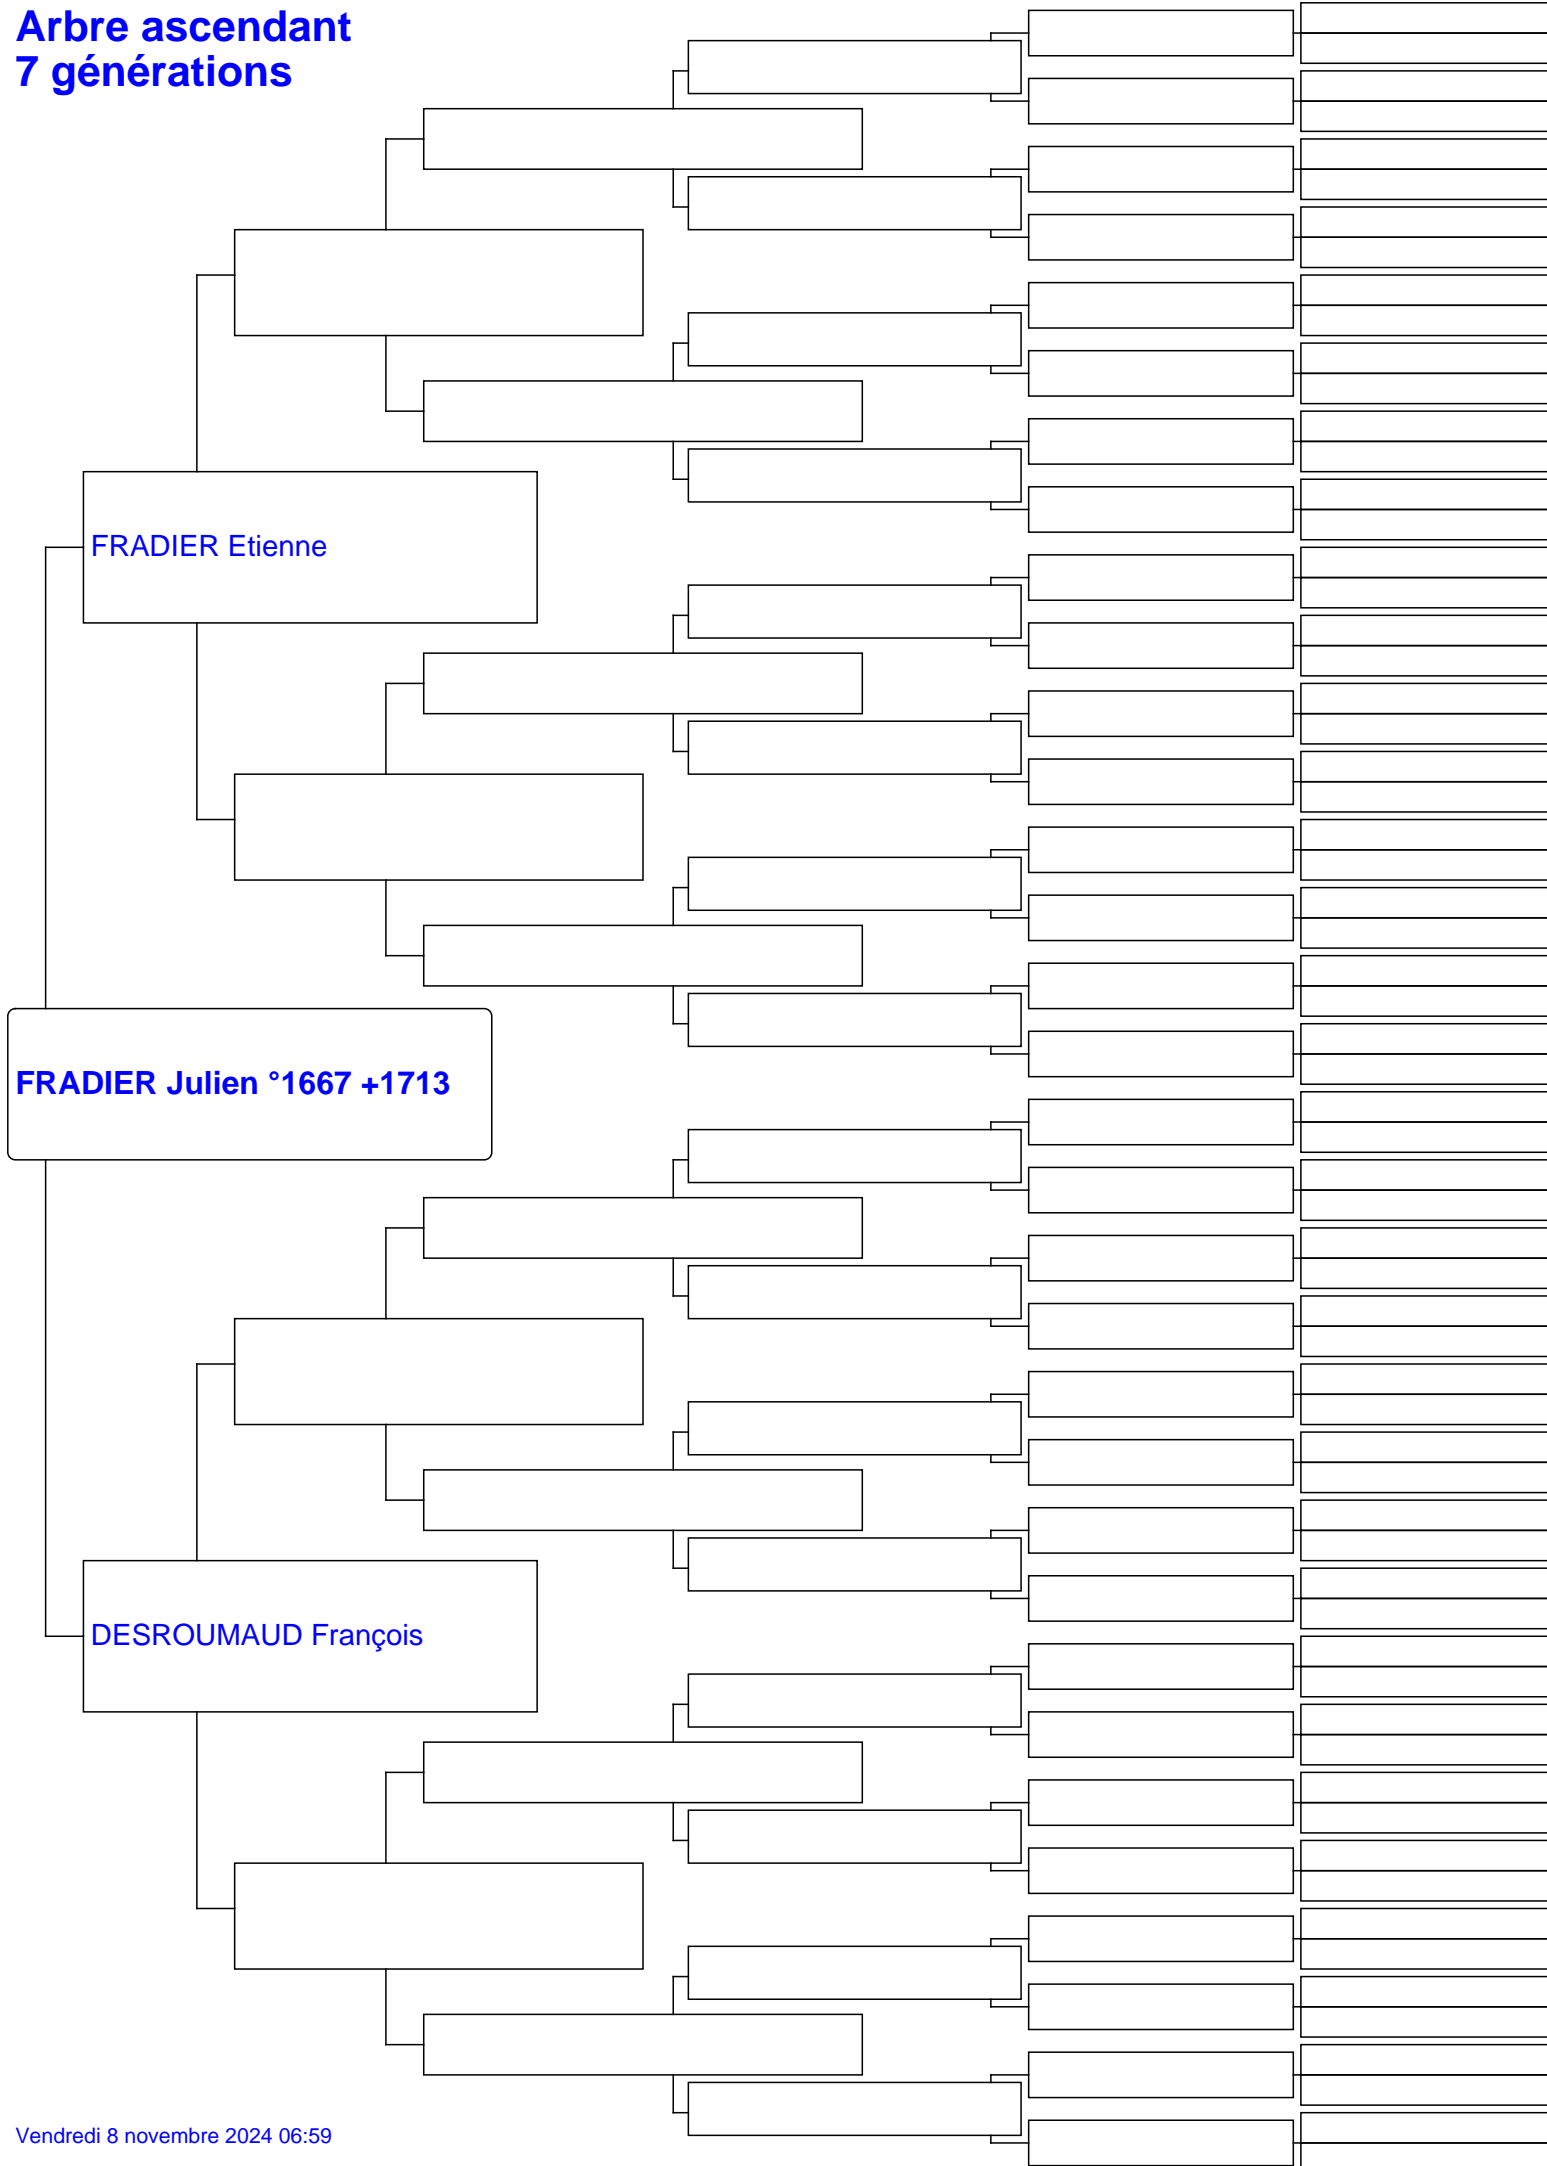 Arbre ascendant
7 générations
FRADIER Etienne
FRADIER Julien °1667 +1713
DESROUMAUD François
Vendredi 8 novembre 2024 06:59